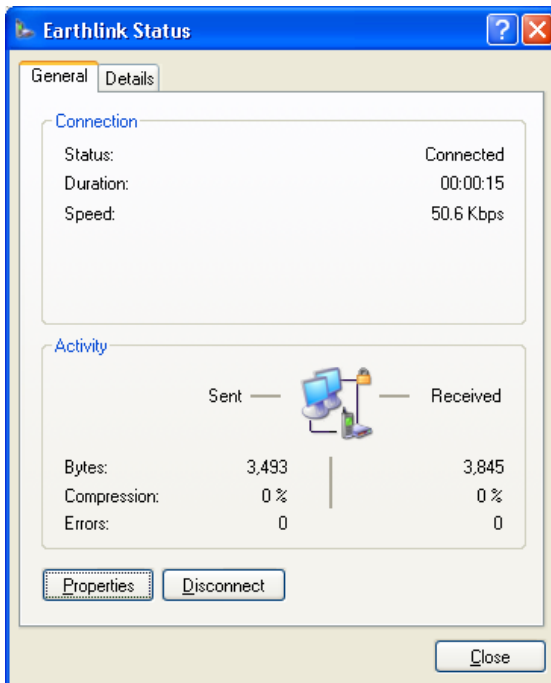 Earthlink Status
General Details
Connection
Status: Connected
Duration: 00:00:15
Speed: 50.6 Kbps
Activity
Sent Received
Bytes: 3,493 3,845
Compression: 0 % 0 %
Errors: 0 0
Properties Disconnect
Close